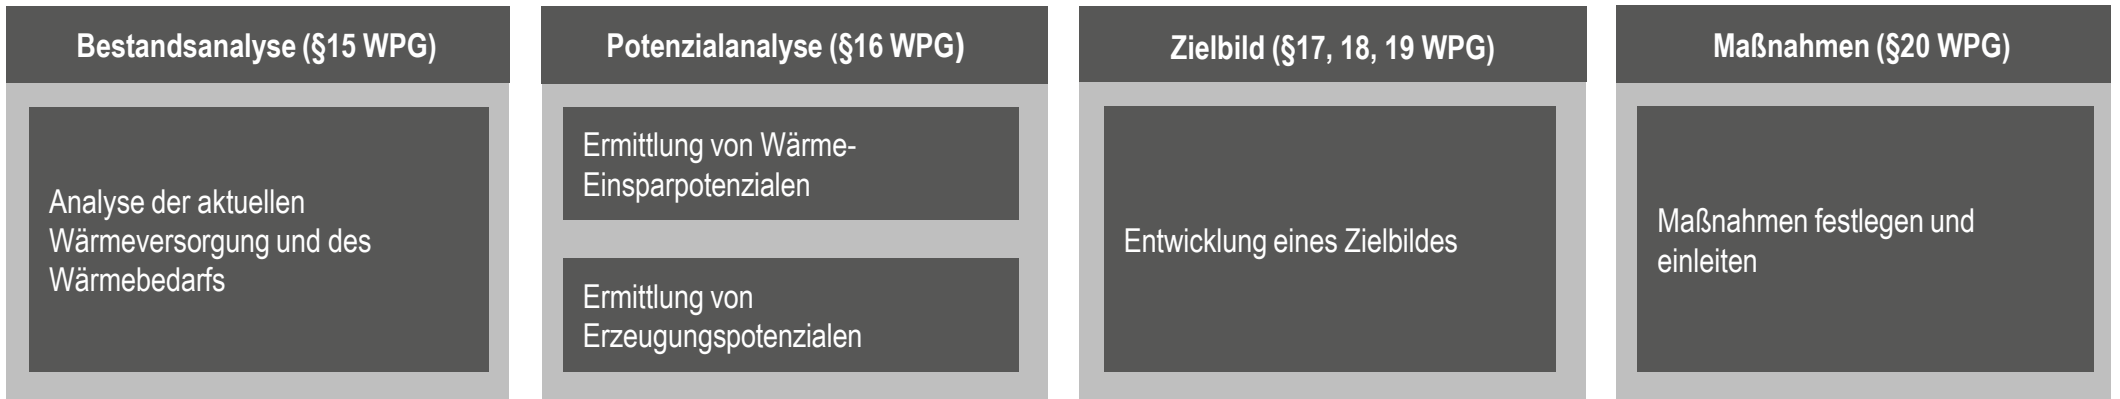 Bestandsanalyse (§15 WPG)
Analyse der aktuellen
Wärmeversorgung und des
Wärmebedarfs
Potenzialanalyse (§16 WPG)
Ermittlung von Wärme-
Einsparpotenzialen
Ermittlung von
Erzeugungspotenzialen
Zielbild (§17, 18, 19 WPG)
Entwicklung eines Zielbildes
Maßnahmen (§20 WPG)
Maßnahmen festlegen und
einleiten